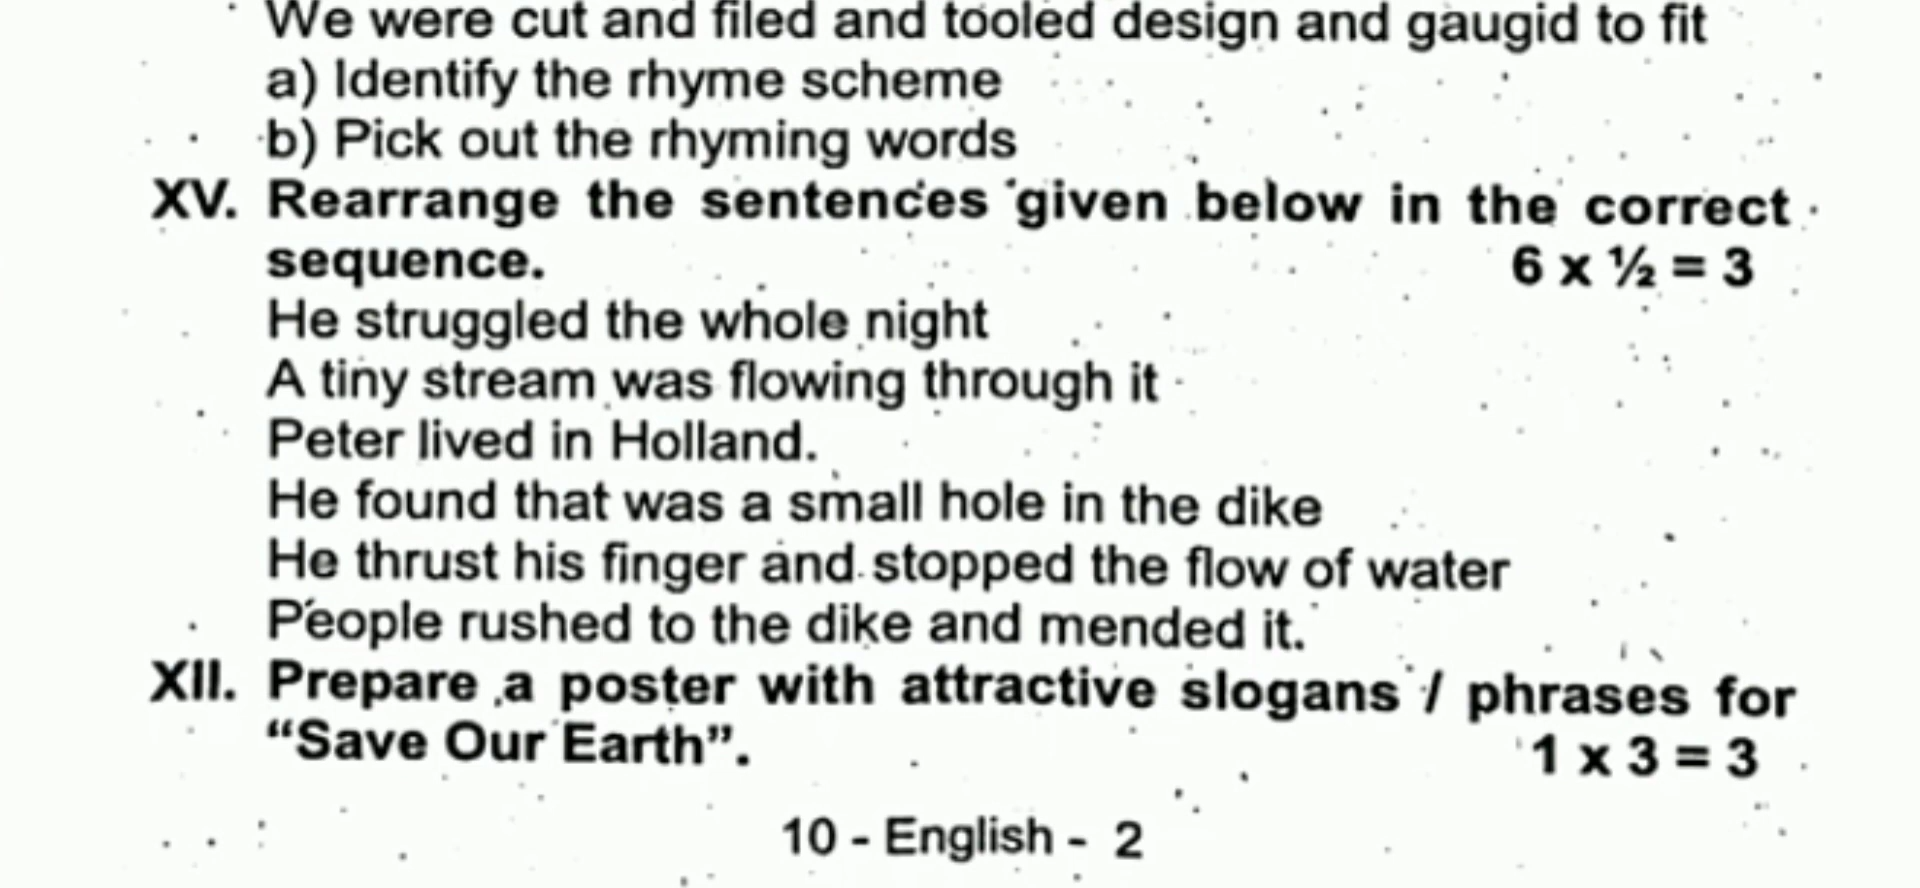 We were cut and filed and tooled design and gaugid to fit
a) Identify the rhyme scheme
b) Pick out the rhyming words
XV. Rearrange the sentences given below in the correct
sequence. 6 x ½ = 3
He struggled the whole night
A tiny stream was flowing through it
Peter lived in Holland.
He found that was a small hole in the dike
He thrust his finger and stopped the flow of water
People rushed to the dike and mended it.
XII. Prepare a poster with attractive slogans / phrases for
“Save Our Earth”. 1 x 3 = 3
10 - English - 2